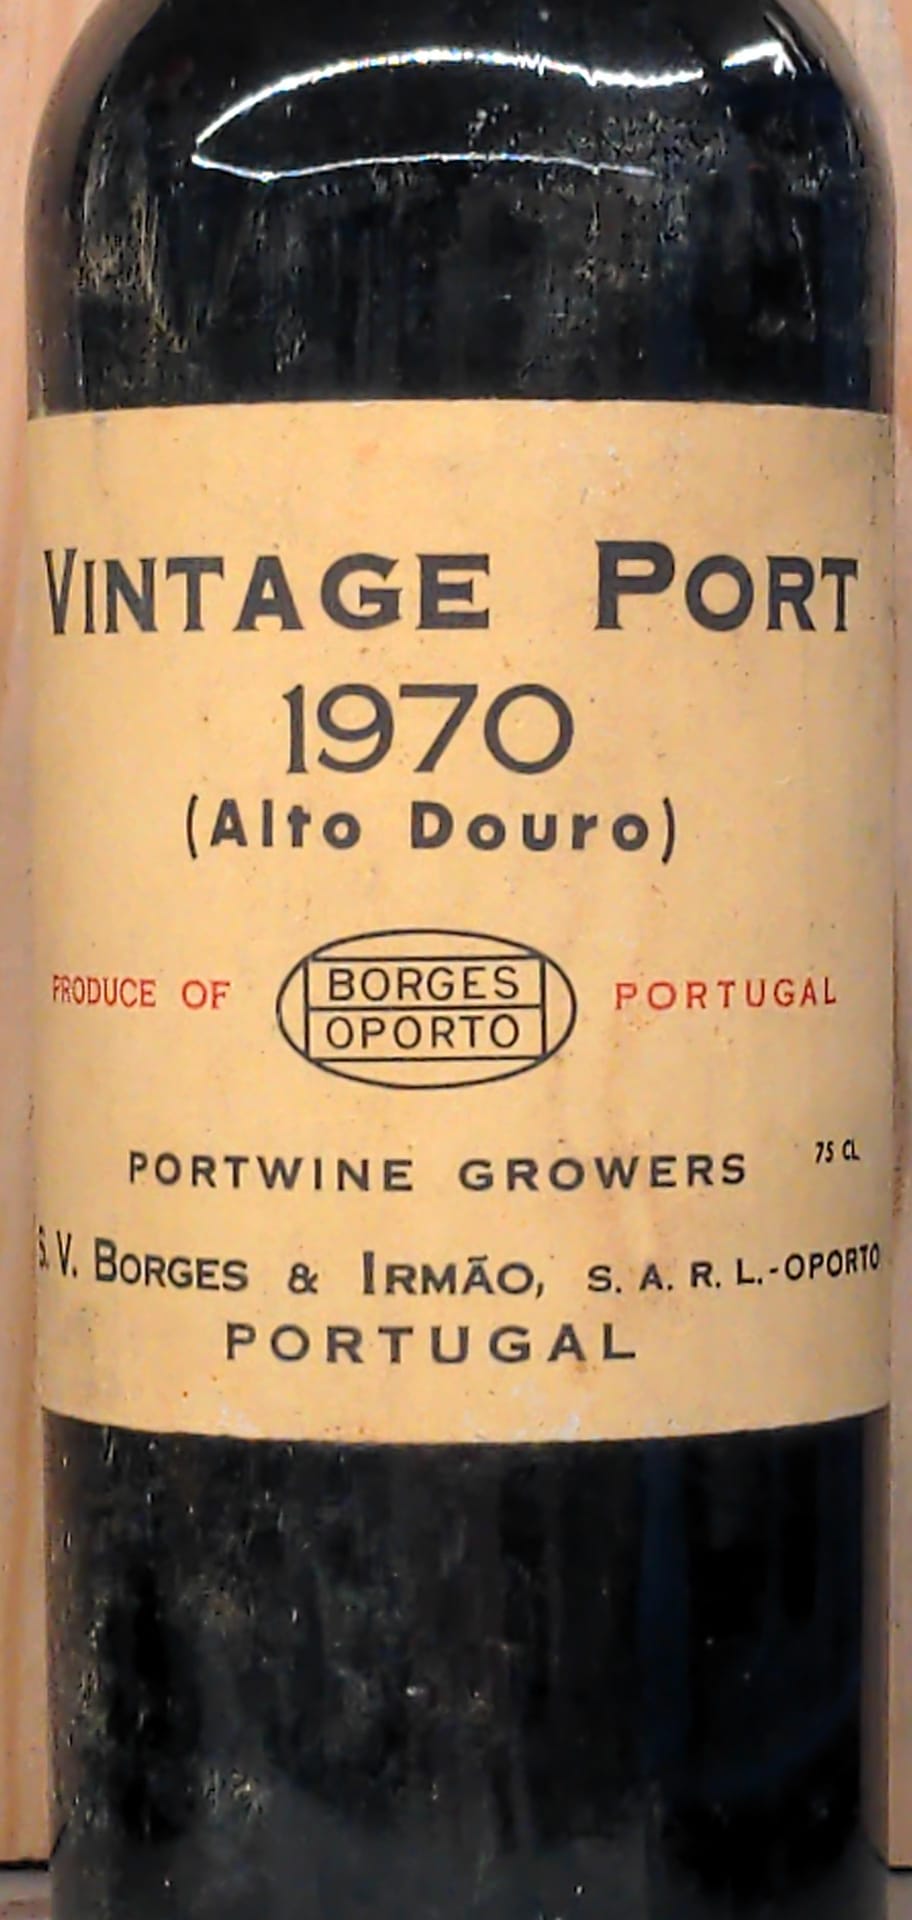 VINTAGE PORT
1970
(Alto Douro)
PRODUCE OF BORGES OPORTO PORTUGAL
PORTWINE GROWERS 75 CL
S. V. BORGES & IRMÃO, S. A. R. L.-OPORTO
PORTUGAL